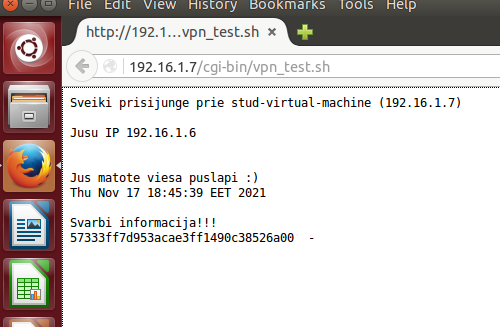 File Edit View History Bookmarks Tools Help
http://192.1...vpn_test.sh
192.16.1.7/cgi-bin/vpn_test.sh
Sveiki prisijunge prie stud-virtual-machine (192.16.1.7)
Jusu IP 192.16.1.6
Jus matote viesa puslapi :)
Thu Nov 17 18:45:39 EET 2021
Svarbi informacija!!!
57333ff7d953acae3ff1490c38526a00 -